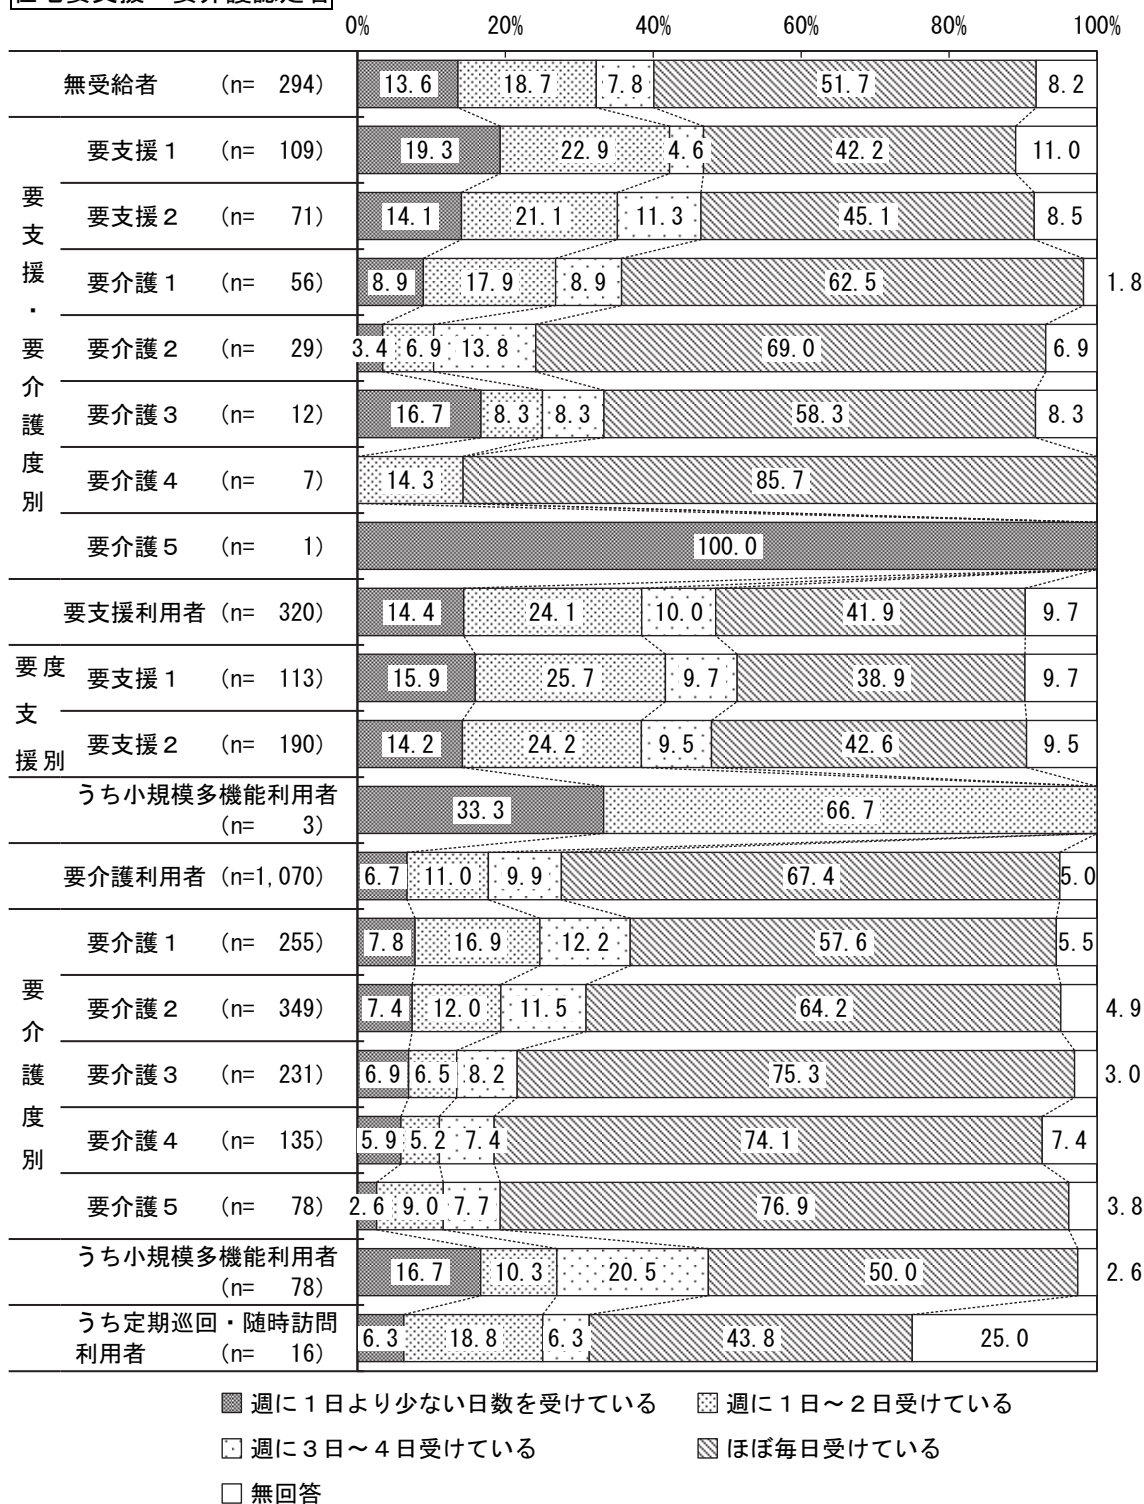 0% 20% 40% 60% 80% 100%
無受給者 (n= 294) 13.6 18.7 7.8 51.7 8.2
要支援・要介護度別
要支援１ (n= 109) 19.3 22.9 4.6 42.2 11.0
要支援２ (n= 71) 14.1 21.1 11.3 45.1 8.5
要介護１ (n= 56) 8.9 17.9 8.9 62.5 1.8
要介護２ (n= 29) 3.4 6.9 13.8 69.0 6.9
要介護３ (n= 12) 16.7 8.3 8.3 58.3 8.3
要介護４ (n= 7) 14.3 85.7
要介護５ (n= 1) 100.0
要支援利用者 (n= 320) 14.4 24.1 10.0 41.9 9.7
要支援度別
要支援１ (n= 113) 15.9 25.7 9.7 38.9 9.7
要支援２ (n= 190) 14.2 24.2 9.5 42.6 9.5
うち小規模多機能利用者
(n= 3) 33.3 66.7
要介護利用者 (n=1,070) 6.7 11.0 9.9 67.4 5.0
要介護度別
要介護１ (n= 255) 7.8 16.9 12.2 57.6 5.5
要介護２ (n= 349) 7.4 12.0 11.5 64.2 4.9
要介護３ (n= 231) 6.9 6.5 8.2 75.3 3.0
要介護４ (n= 135) 5.9 5.2 7.4 74.1 7.4
要介護５ (n= 78) 2.6 9.0 7.7 76.9 3.8
うち小規模多機能利用者
(n= 78) 16.7 10.3 20.5 50.0 2.6
うち定期巡回・随時訪問
利用者 (n= 16) 6.3 18.8 6.3 43.8 25.0
週に１日より少ない日数を受けている 週に１日～２日受けている
週に３日～４日受けている ほぼ毎日受けている
無回答